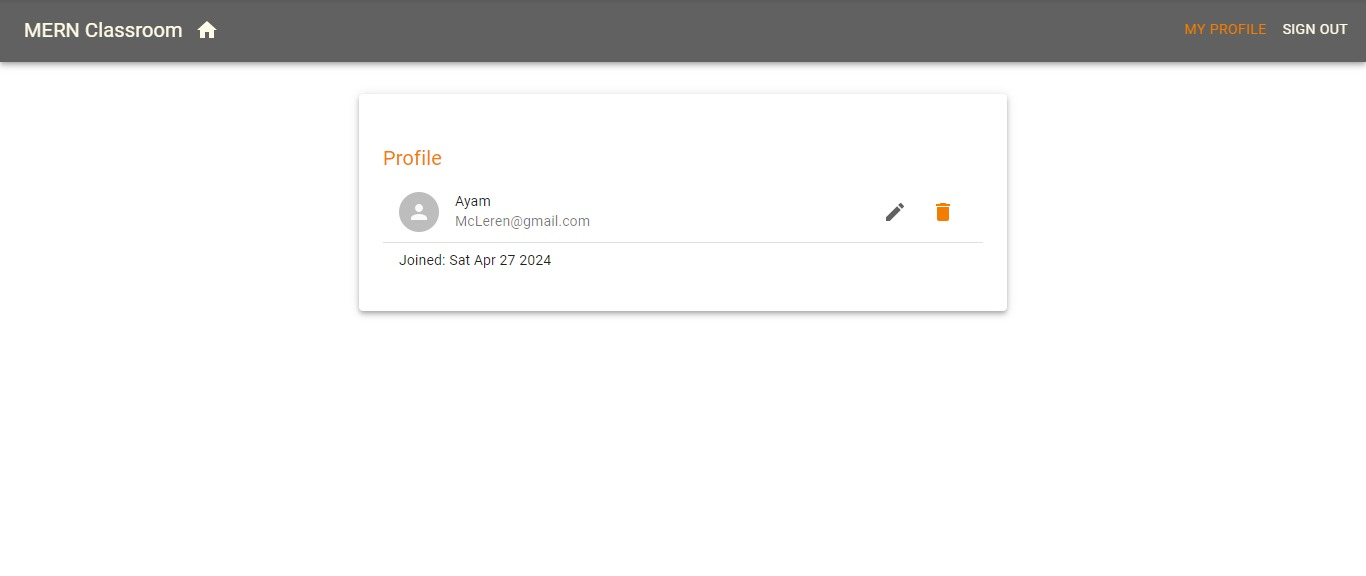 MERN Classroom
MY PROFILE
SIGN OUT
Profile
Ayam
McLeren@gmail.com
Joined: Sat Apr 27 2024